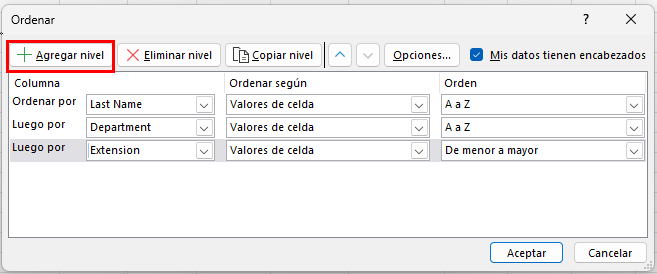 Ordenar
Agregar nivel Eliminar nivel Copiar nivel Opciones... Mis datos tienen encabezados
Columna Ordenar según Orden
Ordenar por Last Name Valores de celda A a Z
Luego por Department Valores de celda A a Z
Luego por Extension Valores de celda De menor a mayor
Aceptar Cancelar